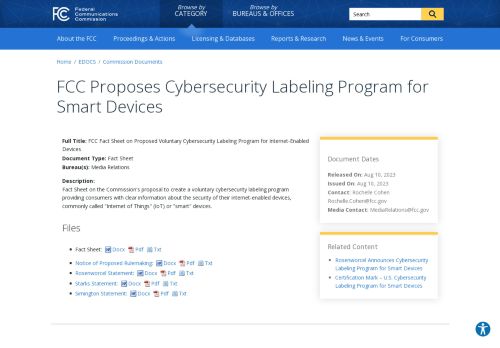 FCC Federal Communications Commission
Browse by CATEGORY
Browse by BUREAUS & OFFICES
Search
About the FCC
Proceedings & Actions
Licensing & Databases
Reports & Research
News & Events
For Consumers
Home / EDOCS / Commission Documents
FCC Proposes Cybersecurity Labeling Program for
Smart Devices
Full Title: FCC Fact Sheet on Proposed Voluntary Cybersecurity Labeling Program for Internet-Enabled
Devices
Document Type: Fact Sheet
Bureau(s): Media Relations
Description:
Fact Sheet on the Commission's proposal to create a voluntary cybersecurity labeling program
providing consumers with clear information about the security of their internet-enabled devices,
commonly called "Internet of Things" (IoT) or "smart" devices.
Files
Fact Sheet: Docx Pdf Txt
Notice of Proposed Rulemaking: Docx Pdf Txt
Rosenworcel Statement: Docx Pdf Txt
Starks Statement: Docx Pdf Txt
Simington Statement: Docx Pdf Txt
Document Dates
Released On: Aug 10, 2023
Issued On: Aug 10, 2023
Contact: Rochelle Cohen
Rochelle.Cohen@fcc.gov
Media Contact: MediaRelations@fcc.gov
Related Content
Rosenworcel Announces Cybersecurity
Labeling Program for Smart Devices
Certification Mark – U.S. Cybersecurity
Labeling Program for Smart Devices